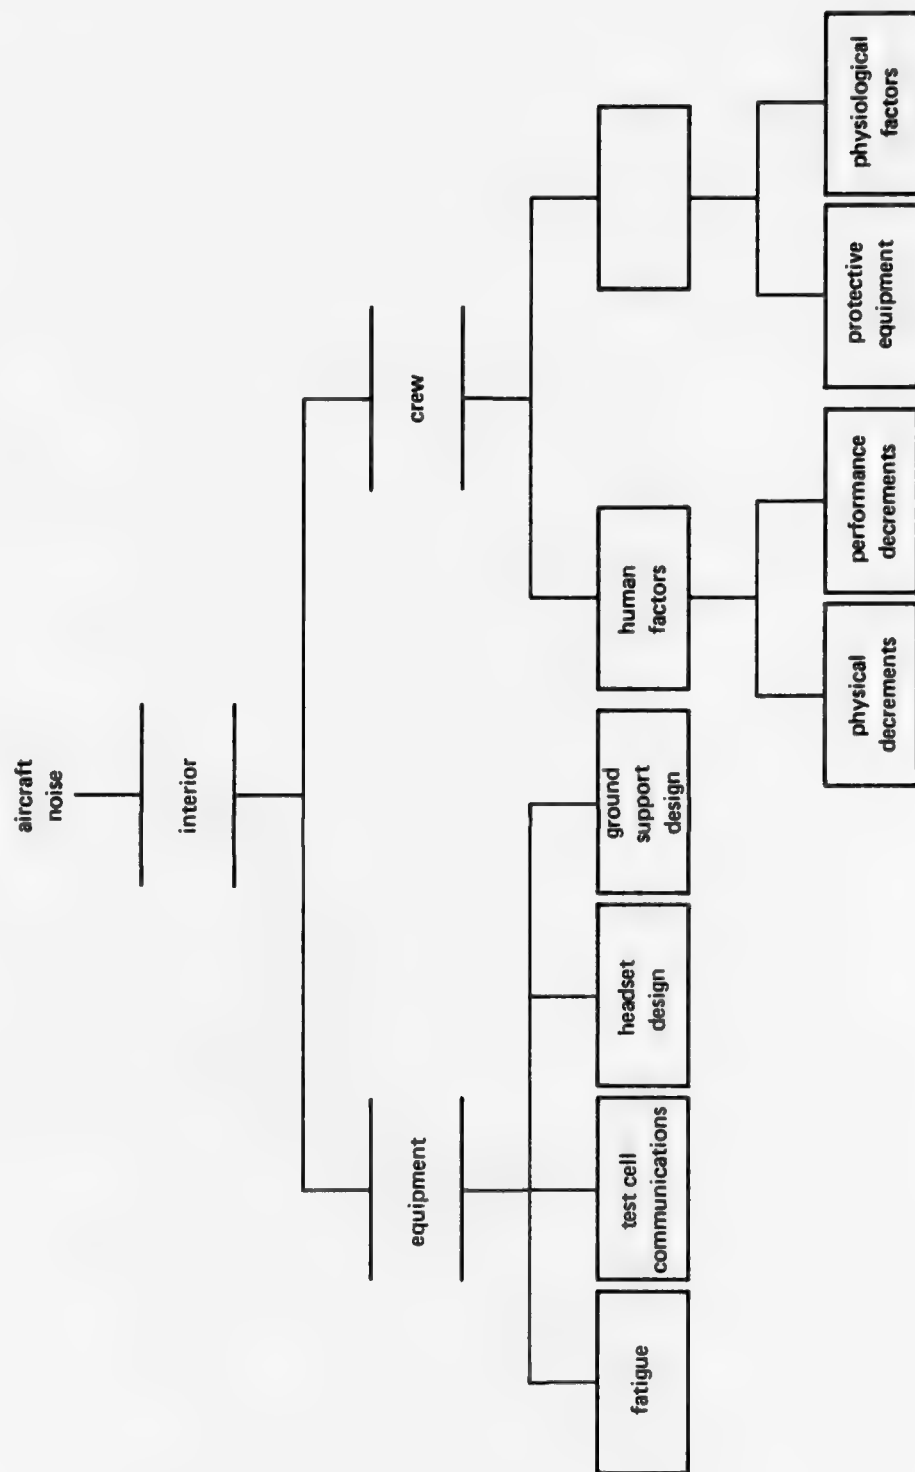 aircraft
noise
interior
equipment
crew
fatigue
test cell
communications
headset
design
ground
support
design
human
factors
physical
decrements
performance
decrements
protective
equipment
physiological
factors